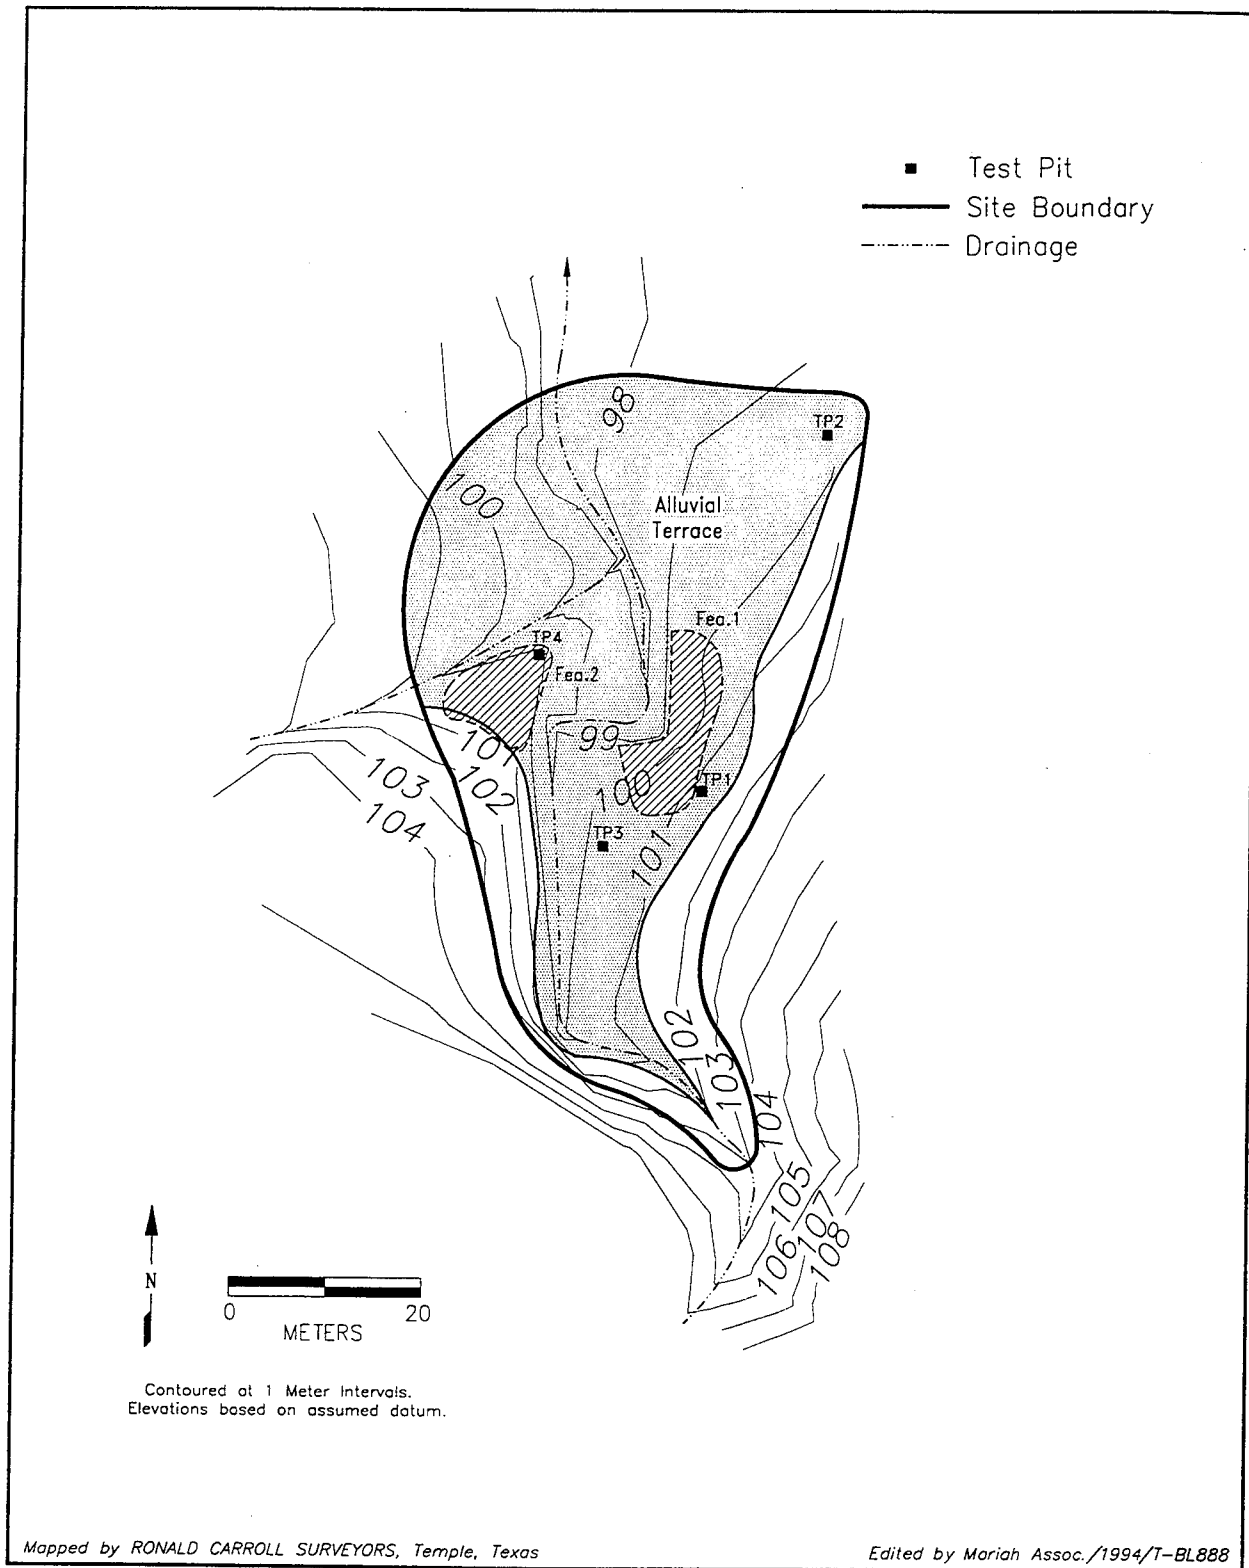 Test Pit
Site Boundary
Drainage
98
TP2
100
Alluvial
Terrace
Fea.1
TP4
Fea.2
99
101
102
103
104
100
TP1
TP3
101
102
103
104
105
106
107
108
N
0
20
METERS
Contoured at 1 Meter Intervals.
Elevations based on assumed datum.
Mapped by RONALD CARROLL SURVEYORS, Temple, Texas
Edited by Mariah Assoc./1994/T-BL888